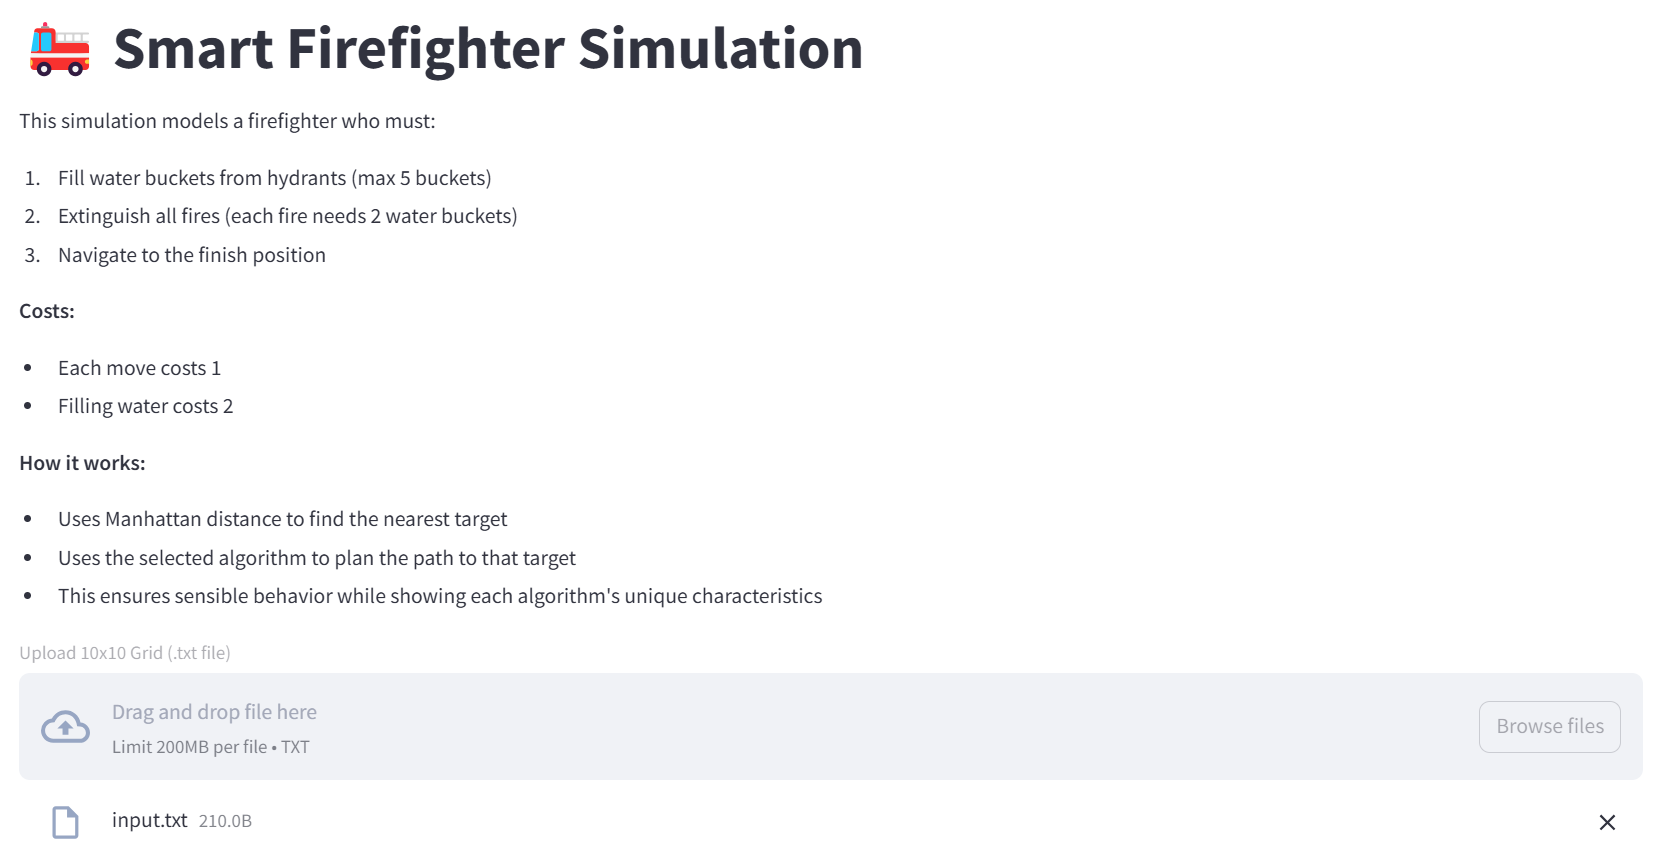 Smart Firefighter Simulation
This simulation models a firefighter who must:
1. Fill water buckets from hydrants (max 5 buckets)
2. Extinguish all fires (each fire needs 2 water buckets)
3. Navigate to the finish position
Costs:
• Each move costs 1
• Filling water costs 2
How it works:
• Uses Manhattan distance to find the nearest target
• Uses the selected algorithm to plan the path to that target
• This ensures sensible behavior while showing each algorithm's unique characteristics
Upload 10x10 Grid (.txt file)
Drag and drop file here
Limit 200MB per file • TXT
Browse files
input.txt 210.0B